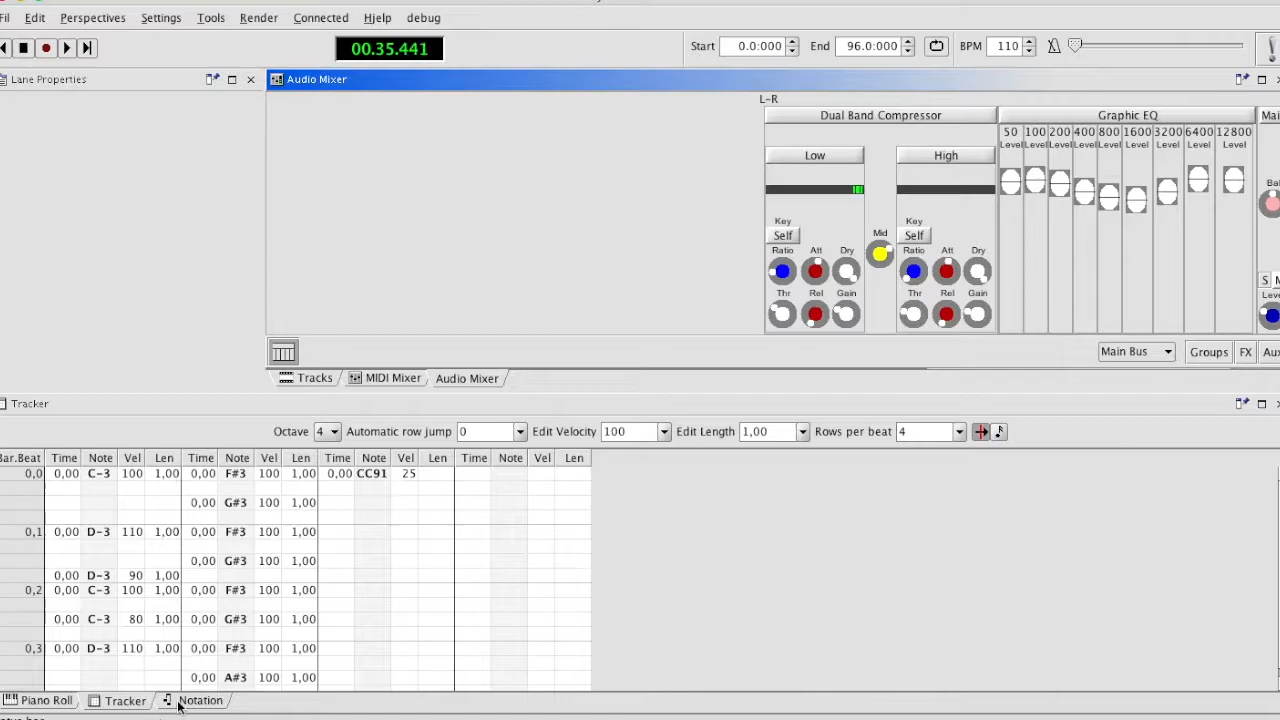 Fil Edit Perspectives Settings Tools Render Connected Hjelp debug
00.35.441 Start 0.0:000 End 96.0:000 BPM 110
Lane Properties Audio Mixer
L-R
Dual Band Compressor Graphic EQ Mai
50 100 200 400 800 1600 3200 6400 12800
Level Level Level Level Level Level Level Level Level
Low High
Key Key Bal
Self Mid Self
Ratio Att Dry Ratio Att Dry
Thr Rel Gain Thr Rel Gain
S M
Leve
Main Bus Groups FX Aux
Tracks MIDI Mixer Audio Mixer
Tracker
Octave 4 Automatic row jump 0 Edit Velocity 100 Edit Length 1,00 Rows per beat 4
Bar.Beat Time Note Vel Len Time Note Vel Len Time Note Vel Len Time Note Vel Len
0,0 0,00 C-3 100 1,00 0,00 F#3 100 1,00 0,00 CC91 25
0,00 G#3 100 1,00
0,1 0,00 D-3 110 1,00 0,00 F#3 100 1,00
0,00 G#3 100 1,00
0,00 D-3 90 1,00
0,2 0,00 C-3 100 1,00 0,00 F#3 100 1,00
0,00 C-3 80 1,00 0,00 G#3 100 1,00
0,3 0,00 D-3 110 1,00 0,00 F#3 100 1,00
0,00 A#3 100 1,00
Piano Roll Tracker Notation